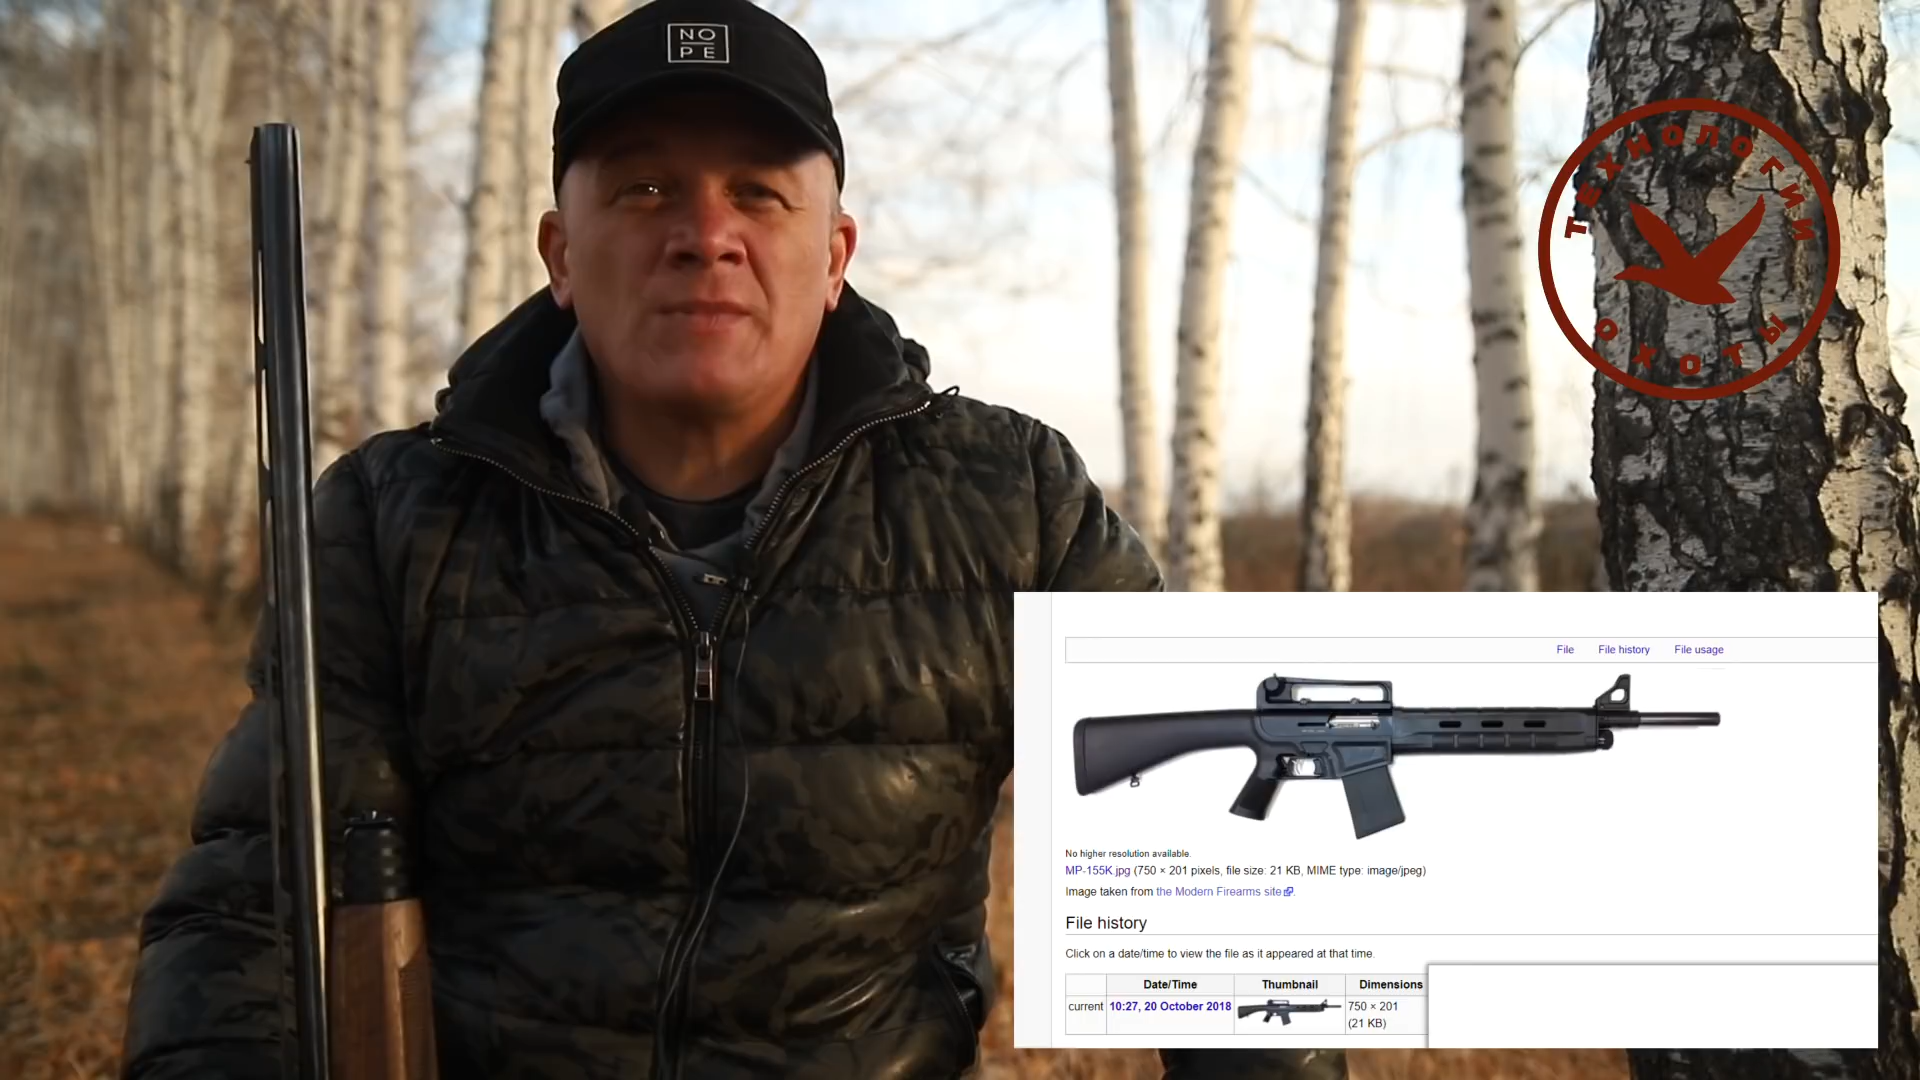 NO
PE
ТЕХНОЛОГИИ
ОХОТЫ
File File history File usage
No higher resolution available.
MP-155K.jpg (750 × 201 pixels, file size: 21 KB, MIME type: image/jpeg)
Image taken from the Modern Firearms site.
File history
Click on a date/time to view the file as it appeared at that time.
Date/Time Thumbnail Dimensions
current 10:27, 20 October 2018 750 × 201
(21 KB)